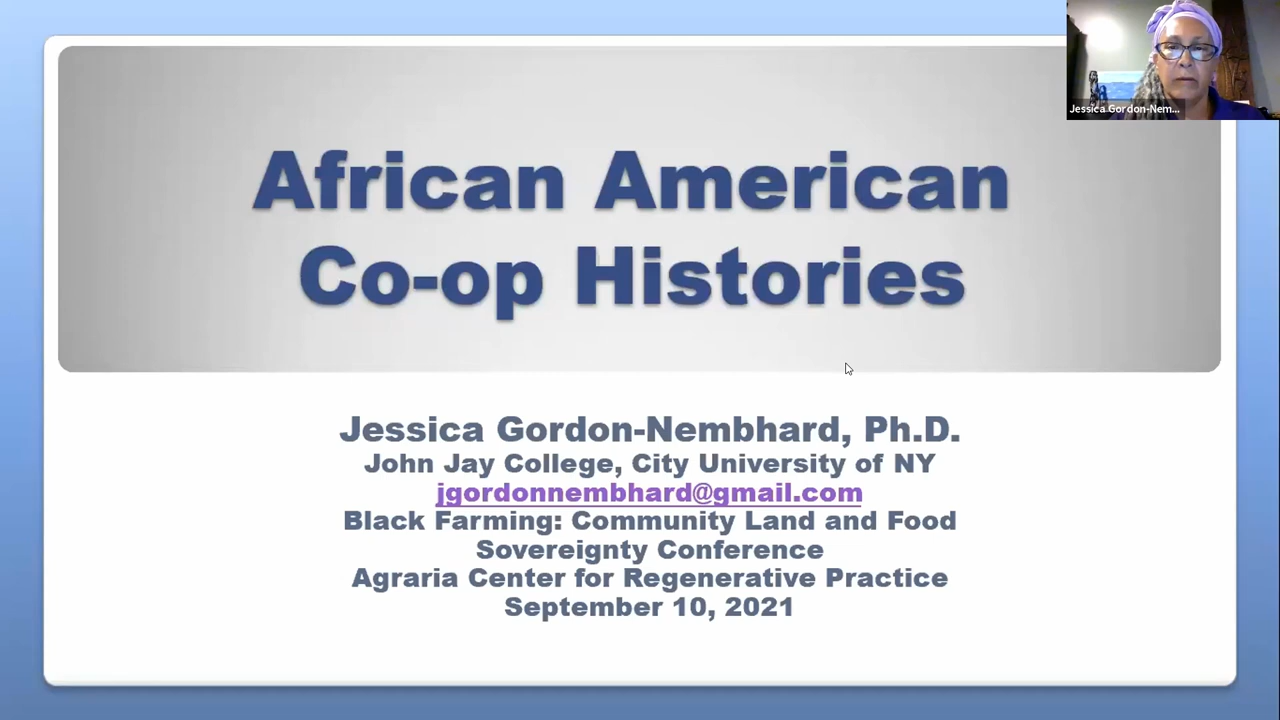 Jessica Gordon-Nem...
African American
Co-op Histories
Jessica Gordon-Nembhard, Ph.D.
John Jay College, City University of NY
jgordonnembhard@gmail.com
Black Farming: Community Land and Food
Sovereignty Conference
Agraria Center for Regenerative Practice
September 10, 2021